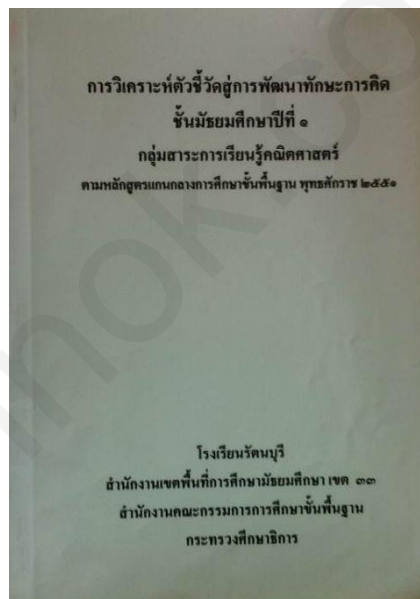 การวิเคราะห์ตัวชี้วัดสู่การพัฒนาทักษะการคิด
ชั้นมัธยมศึกษาปีที่ ๑
กลุ่มสาระการเรียนรู้คณิตศาสตร์
ตามหลักสูตรแกนกลางการศึกษาขั้นพื้นฐาน พุทธศักราช ๒๕๕๑
โรงเรียนรัตนบุรี
สำนักงานเขตพื้นที่การศึกษามัธยมศึกษา เขต ๓๓
สำนักงานคณะกรรมการการศึกษาขั้นพื้นฐาน
กระทรวงศึกษาธิการ